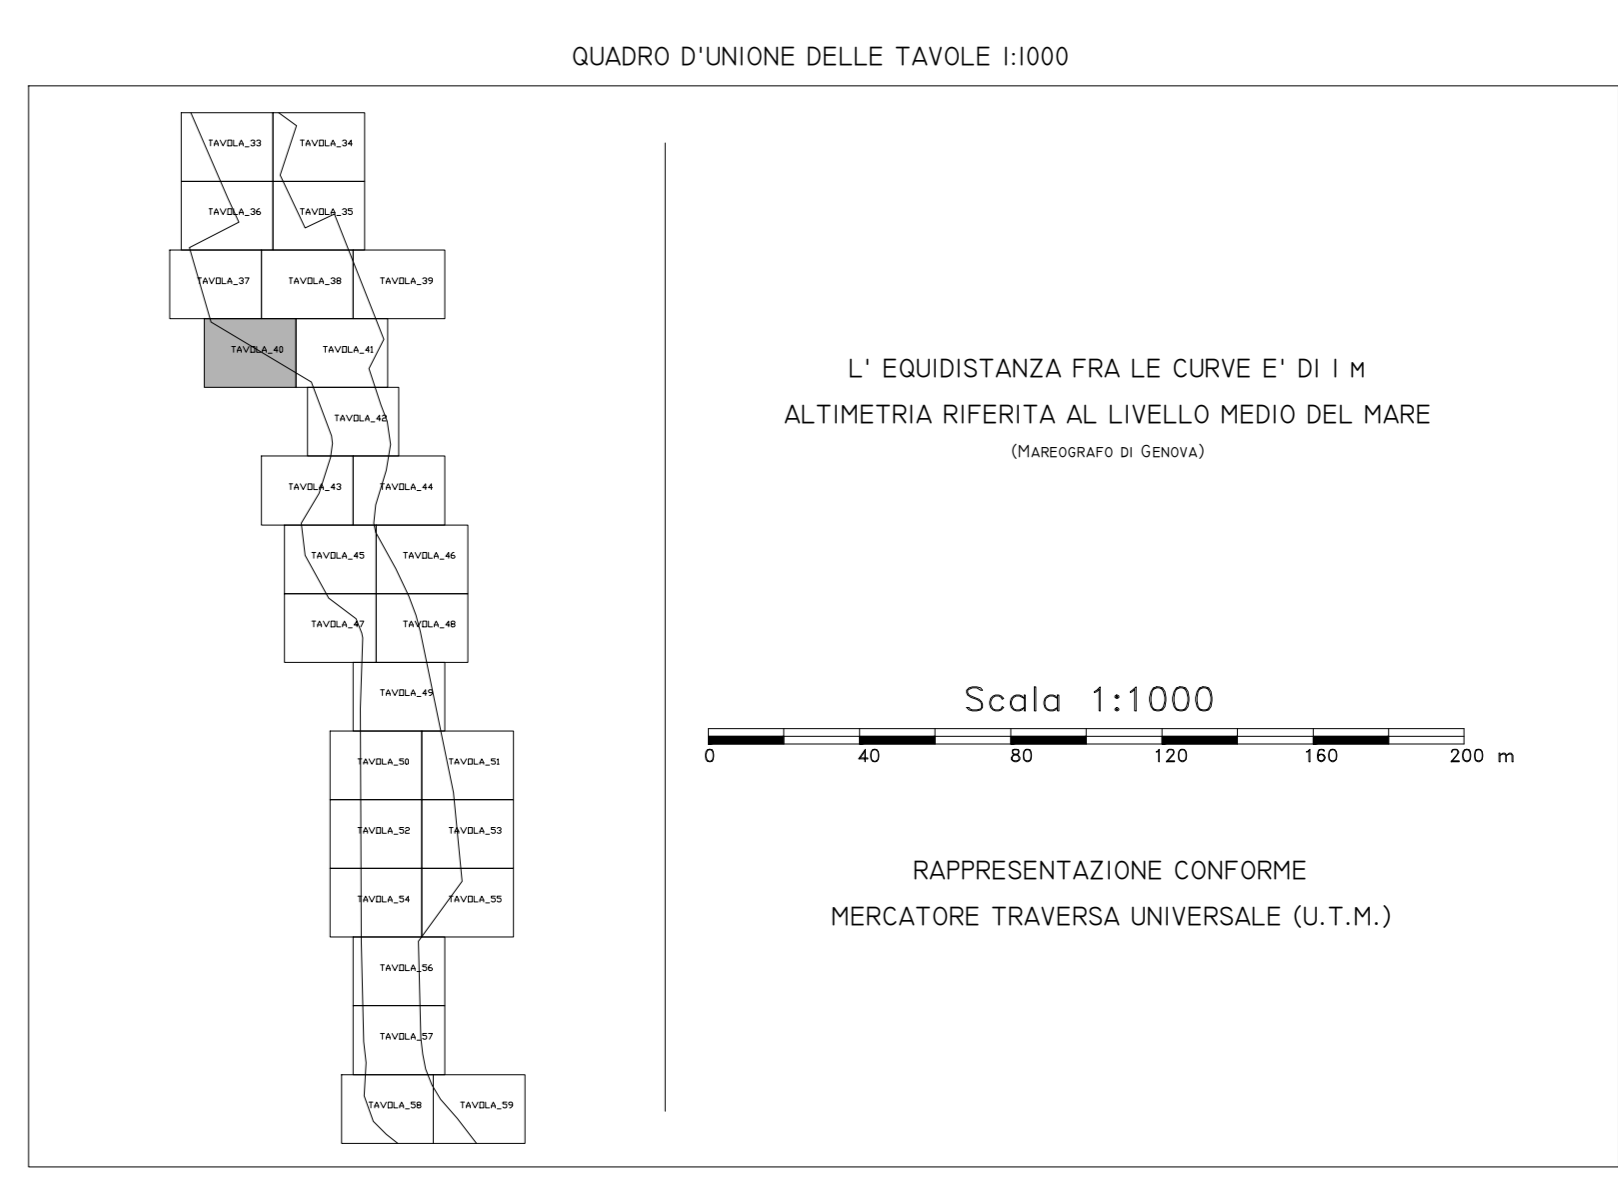 QUADRO D'UNIONE DELLE TAVOLE 1:1000
TAVOLA_33 TAVOLA_34
TAVOLA_36 TAVOLA_35
TAVOLA_37 TAVOLA_38 TAVOLA_39
TAVOLA_40 TAVOLA_41
TAVOLA_42
TAVOLA_43 TAVOLA_44
TAVOLA_45 TAVOLA_46
TAVOLA_47 TAVOLA_48
TAVOLA_49
TAVOLA_50 TAVOLA_51
TAVOLA_52 TAVOLA_53
TAVOLA_54 TAVOLA_55
TAVOLA_56
TAVOLA_57
TAVOLA_58 TAVOLA_59
L' EQUIDISTANZA FRA LE CURVE E' DI 1 M
ALTIMETRIA RIFERITA AL LIVELLO MEDIO DEL MARE
(MAREOGRAFO DI GENOVA)
Scala 1:1000
0 40 80 120 160 200 m
RAPPRESENTAZIONE CONFORME
MERCATORE TRAVERSA UNIVERSALE (U.T.M.)